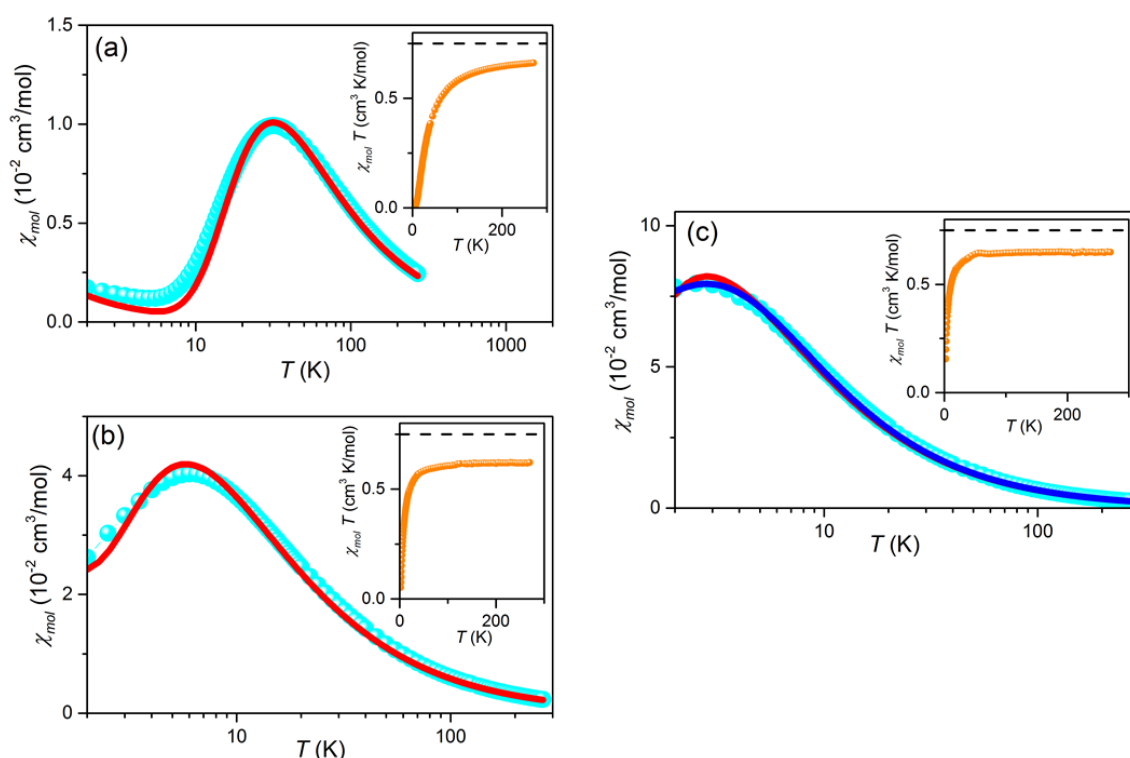 (a)
χmol (10⁻² cm³/mol)
1.5
1.0
0.5
0.0
10 100 1000
T (K)
χmol T (cm³ K/mol)
0.5
0.0
0 200
T (K)
(b)
χmol (10⁻² cm³/mol)
4
2
0
10 100
T (K)
χmol T (cm³ K/mol)
0.5
0.0
0 200
T (K)
(c)
χmol (10⁻² cm³/mol)
10
5
0
10 100
T (K)
χmol T (cm³ K/mol)
0.5
0.0
0 200
T (K)